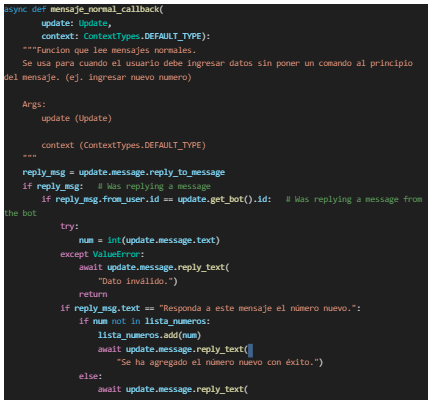 async def mensaje_normal_callback(
        update: Update,
        context: ContextTypes.DEFAULT_TYPE):
    """Funcion que lee mensajes normales.
    Se usa para cuando el usuario debe ingresar datos sin poner un comando al principio
del mensaje. (ej. ingresar nuevo numero)
    Args:
        update (Update)
        context (ContextTypes.DEFAULT_TYPE)
    """
    reply_msg = update.message.reply_to_message
    if reply_msg:   # Was replying a message
        if reply_msg.from_user.id == update.get_bot().id:   # Was replying a message from
the bot
            try:
                num = int(update.message.text)
            except ValueError:
                await update.message.reply_text(
                    "Dato inválido.")
                return
            if reply_msg.text == "Responda a este mensaje el número nuevo.":
                if num not in lista_numeros:
                    lista_numeros.add(num)
                    await update.message.reply_text(
                        "Se ha agregado el número nuevo con éxito.")
                else:
                    await update.message.reply_text(